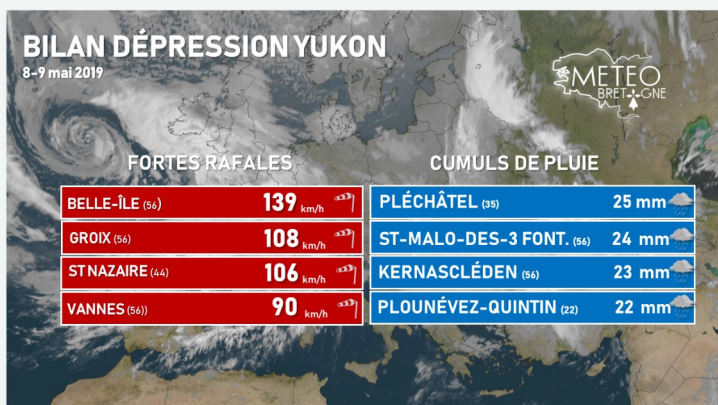 BILAN DÉPRESSION YUKON
8-9 mai 2019
METEO
BRETAGNE
FORTES RAFALES
BELLE-ÎLE (56) 139 km/h
GROIX (56) 108 km/h
ST NAZAIRE (44) 106 km/h
VANNES (56)) 90 km/h
CUMULS DE PLUIE
PLÉCHÂTEL (35) 25 mm
ST-MALO-DES-3 FONT. (56) 24 mm
KERNASCLÉDEN (56) 23 mm
PLOUNÉVEZ-QUINTIN (22) 22 mm